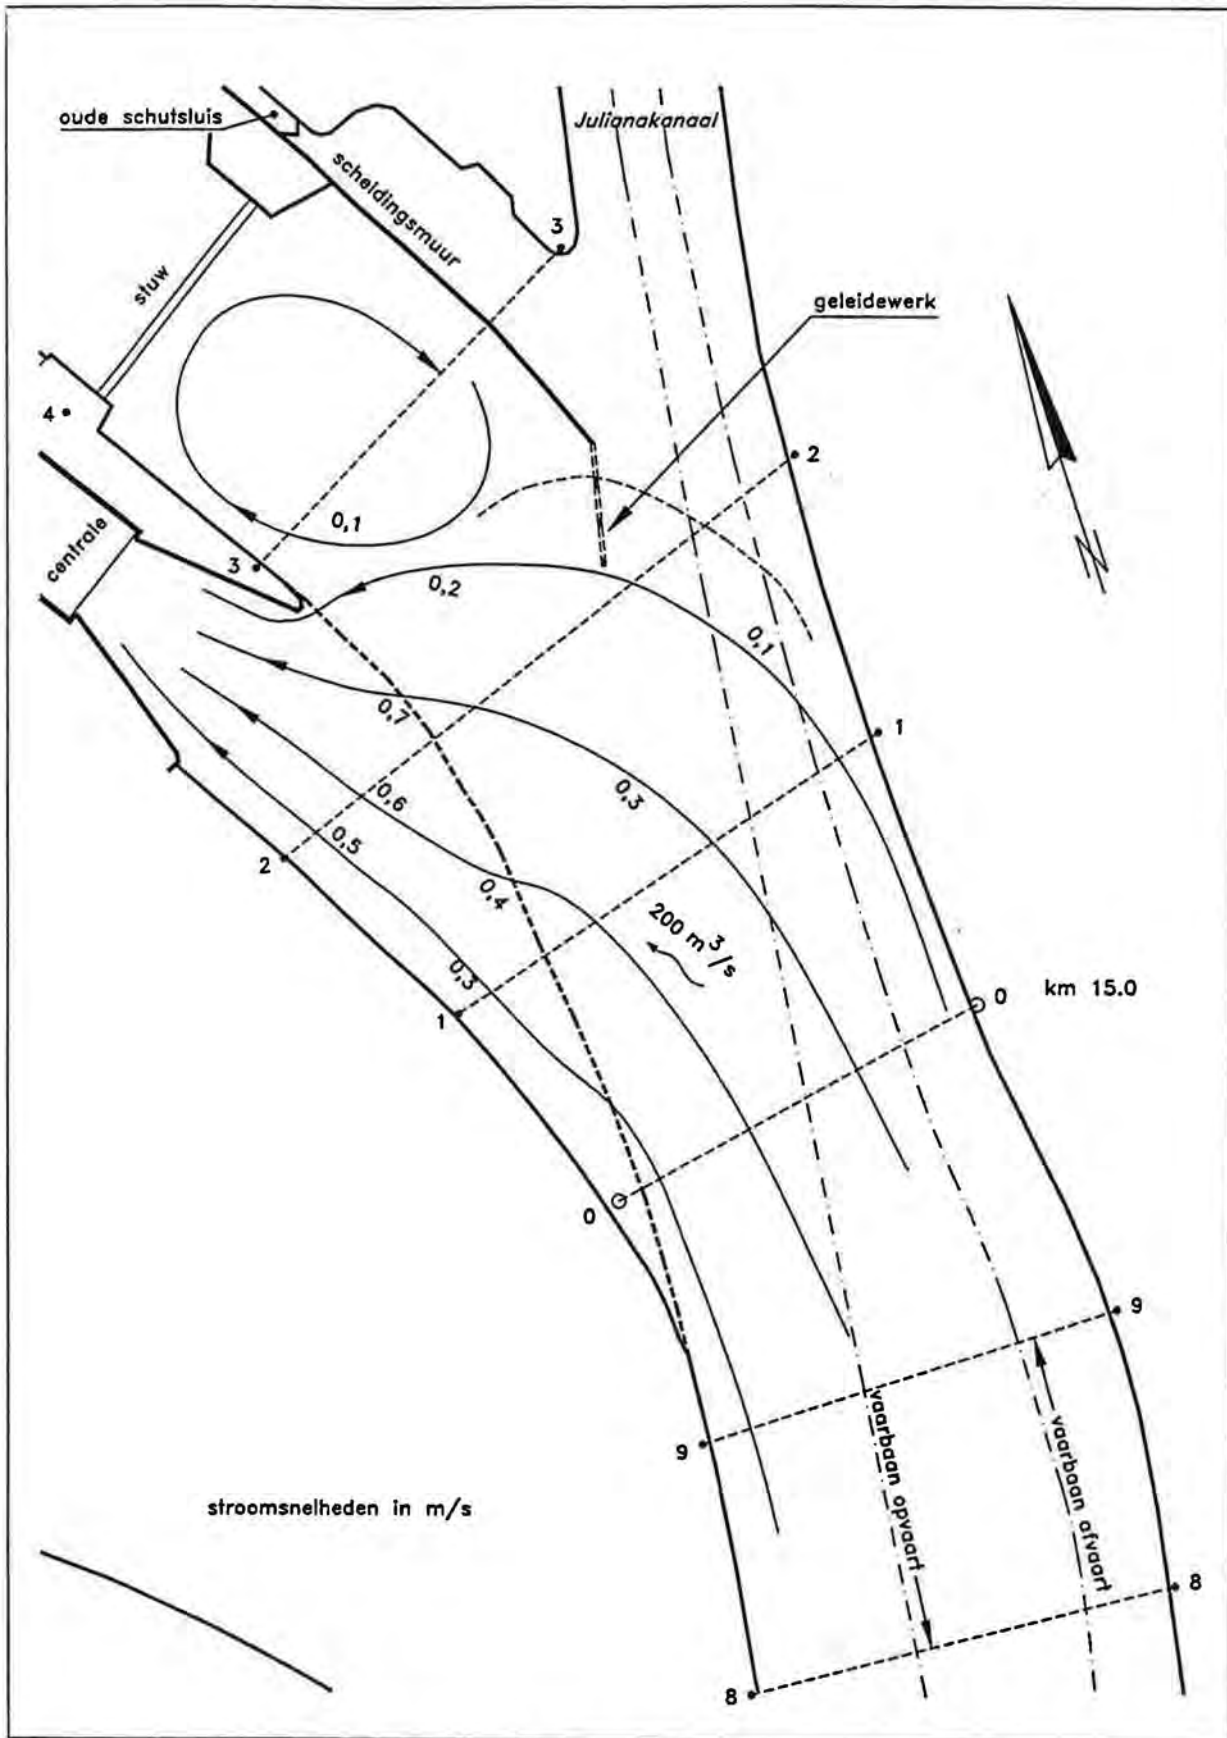 oude schutsluis
Julianakanaal
scheidingsmuur
3
stuw
geleidewerk
4
2
0,1
centrale
3
0,2
0,1
1
0,7
0,3
0,6
0,5
2
0,4
200 m³/s
0,3
1
0
km 15.0
0
9
9
vaarbaan opvaart
vaarbaan afvaart
stroomsnelheden in m/s
8
8